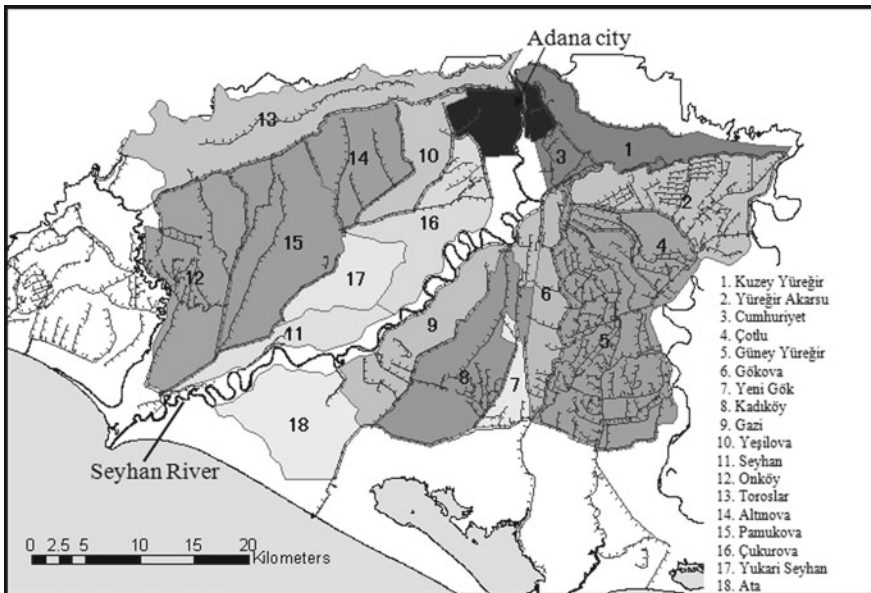 Adana city
13
14
10
3
1
2
16
4
15
17
12
6
11
9
5
8
7
18
Seyhan River
1. Kuzey Yüreğir
2. Yüreğir Akarsu
3. Cumhuriyet
4. Çotlu
5. Güney Yüreğir
6. Gökova
7. Yeni Gök
8. Kadıköy
9. Gazi
10. Yeşilova
11. Seyhan
12. Onköy
13. Toroslar
14. Altınova
15. Pamukova
16. Çukurova
17. Yukari Seyhan
18. Ata
0 2.5 5 10 15 20
Kilometers